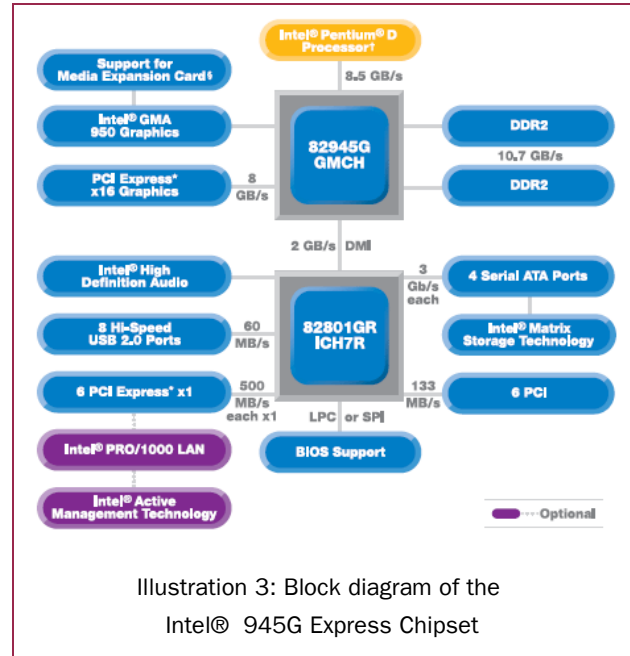 Intel® Pentium® D
Processor†
Support for
Media Expansion Card§
8.5 GB/s
Intel® GMA
950 Graphics
82945G
GMCH
DDR2
10.7 GB/s
PCI Express*
x16 Graphics
8
GB/s
DDR2
2 GB/s DMI
Intel® High
Definition Audio
3
Gb/s
each
4 Serial ATA Ports
8 Hi-Speed
USB 2.0 Ports
60
MB/s
82801GR
ICH7R
Intel® Matrix
Storage Technology
6 PCI Express* x1
500
MB/s
each x1
133
MB/s
6 PCI
LPC or SPI
Intel® PRO/1000 LAN
BIOS Support
Intel® Active
Management Technology
Optional
Illustration 3: Block diagram of the
Intel® 945G Express Chipset